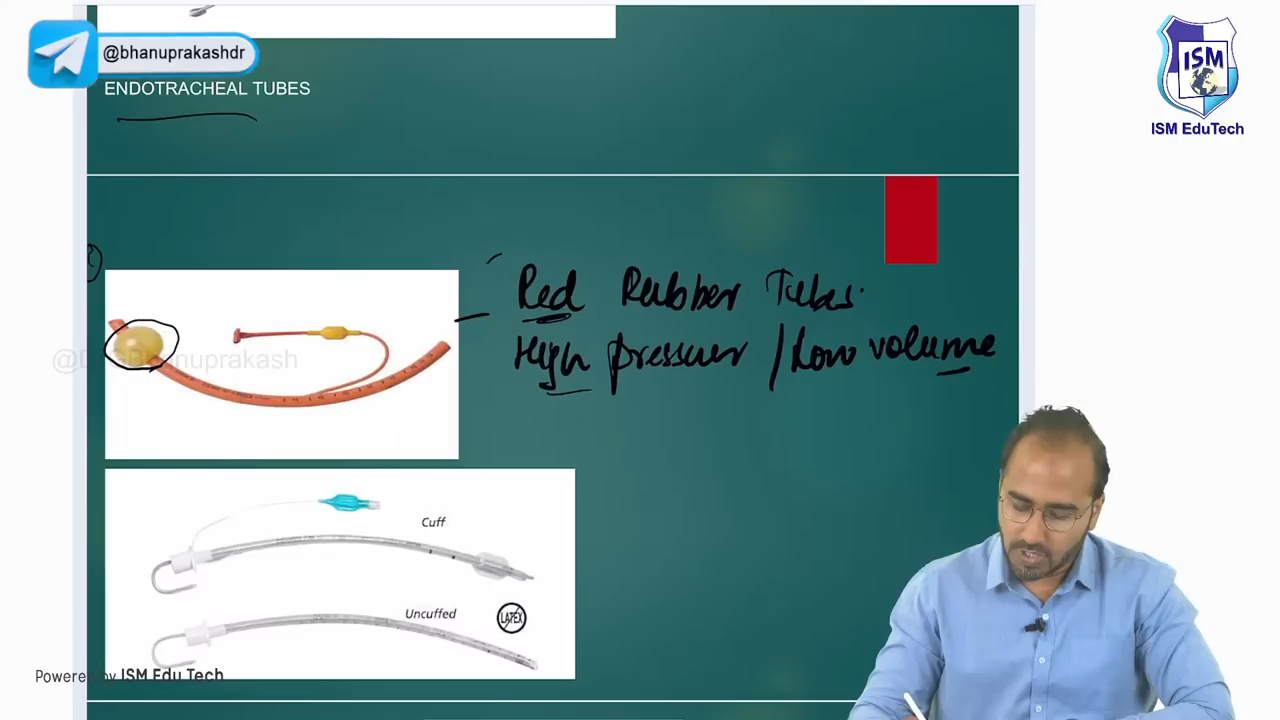 @bhanuprakashdr
ISM
ISM EduTech
ENDOTRACHEAL TUBES
Red Rubber Tubes.
High pressure / Low volume
bhanuprakash
Cuff
Uncuffed
LATEX
Powered by ISM Edu Tech